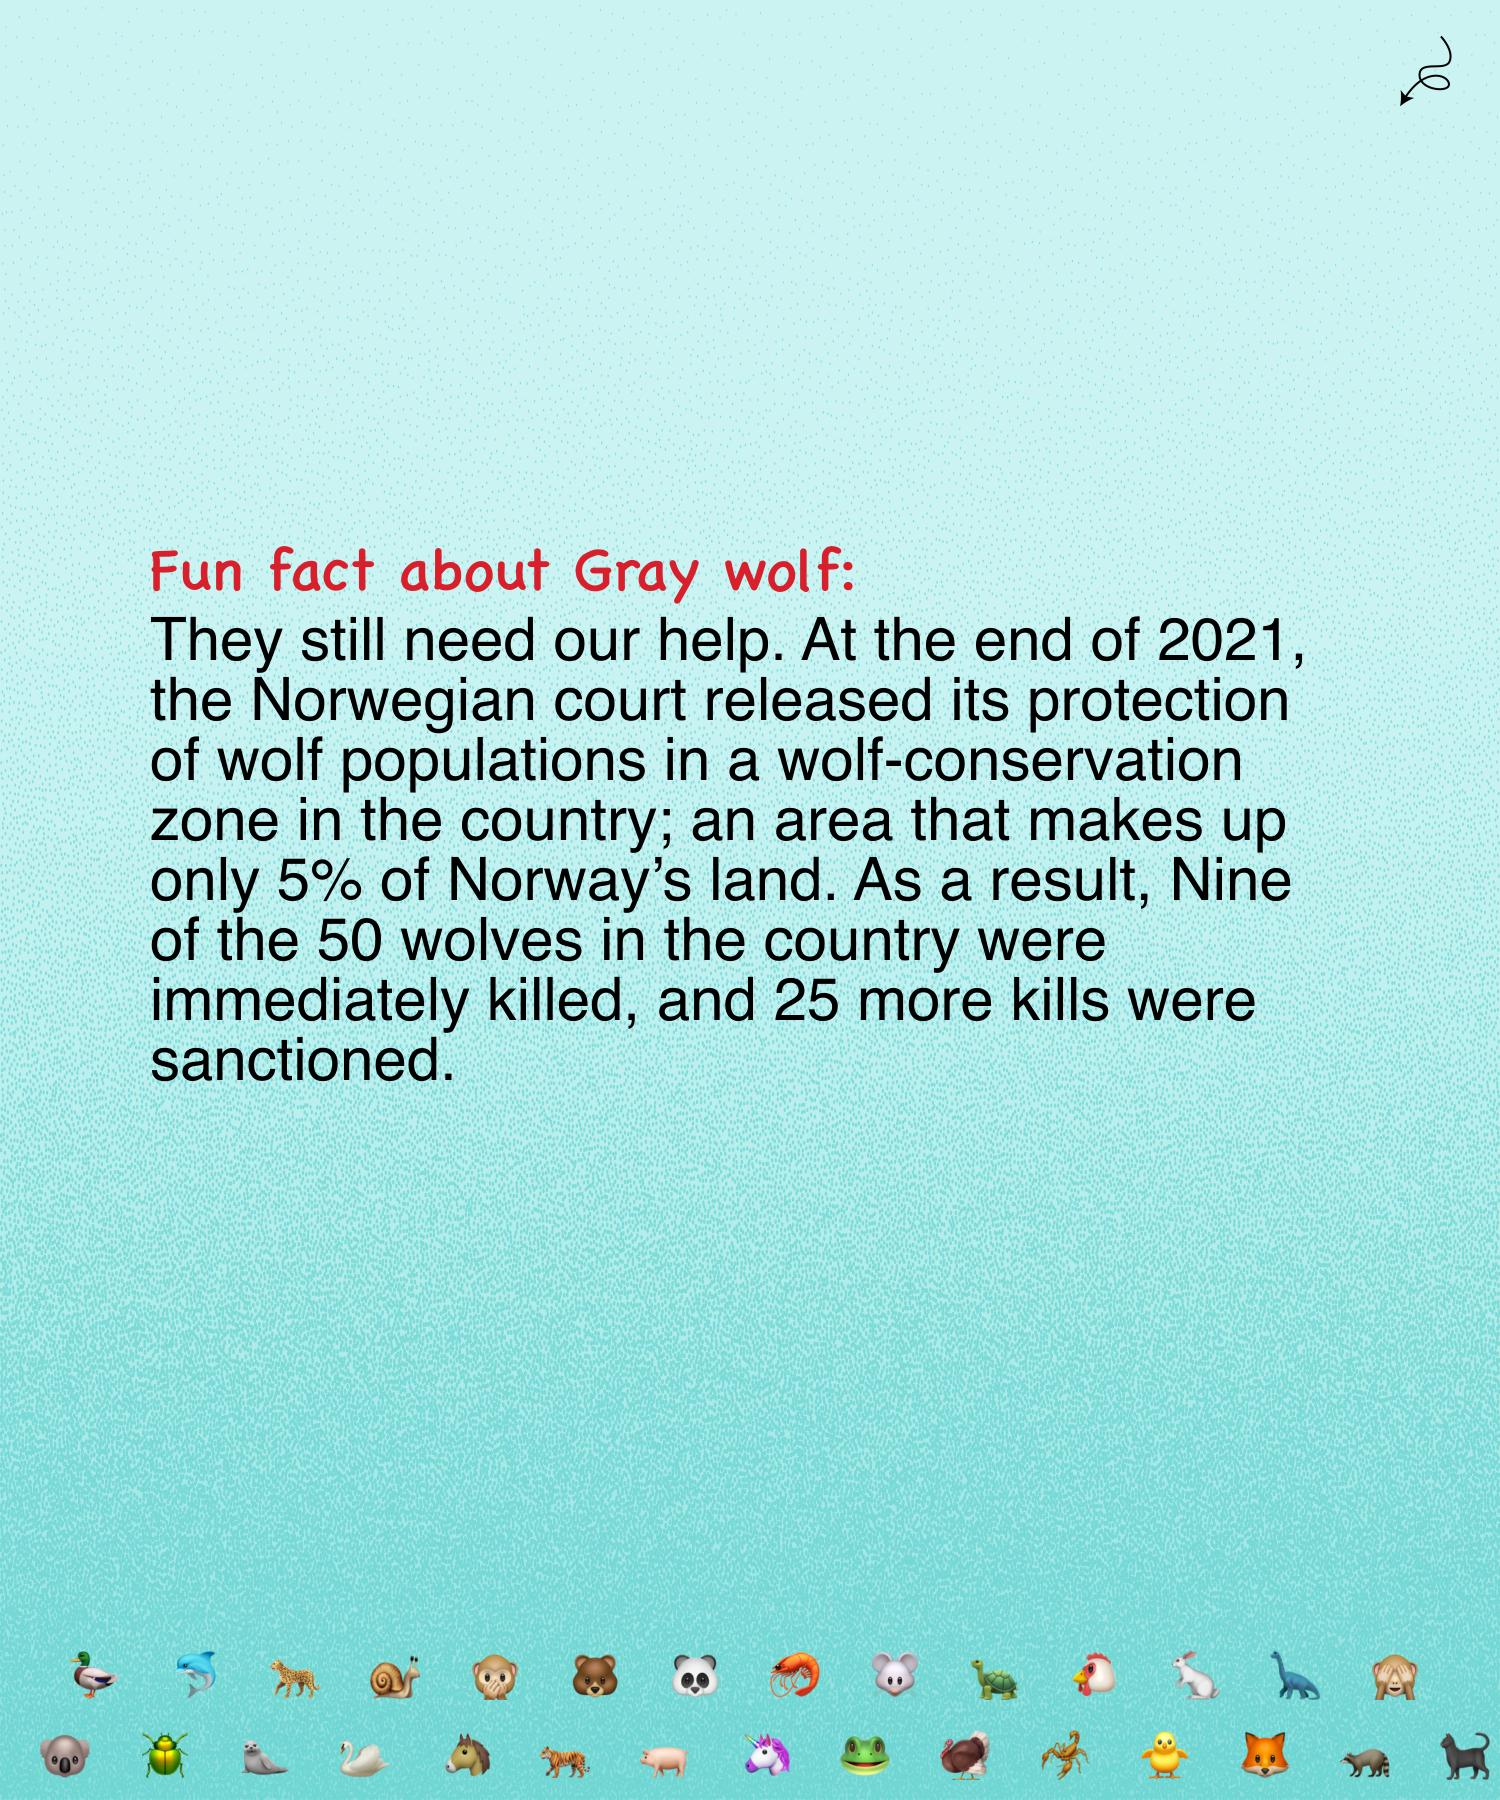 Fun fact about Gray wolf:
They still need our help. At the end of 2021,
the Norwegian court released its protection
of wolf populations in a wolf-conservation
zone in the country; an area that makes up
only 5% of Norway’s land. As a result, Nine
of the 50 wolves in the country were
immediately killed, and 25 more kills were
sanctioned.